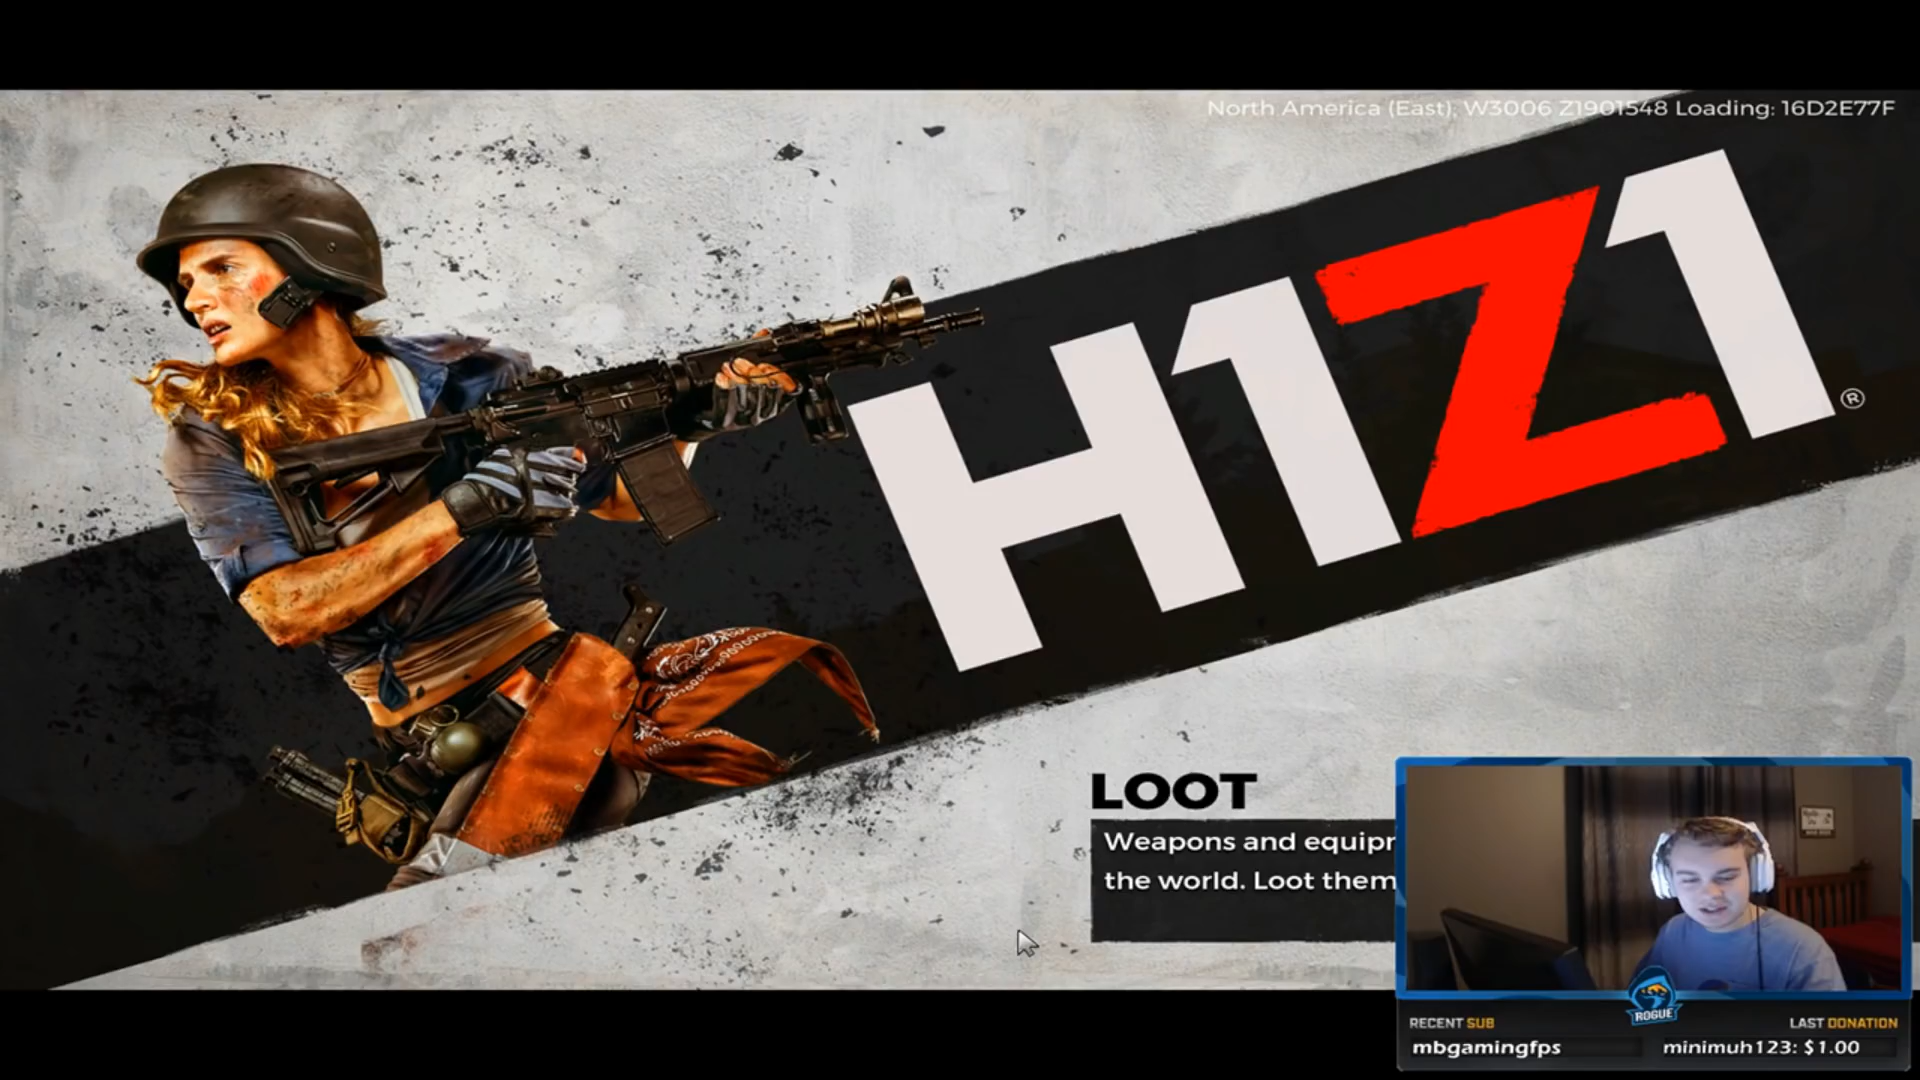 North America (East), W3006 Z1901548 Loading: 16D2E77F
H1Z1®
LOOT
Weapons and equipr
the world. Loot them
ROGUE
RECENT SUB
LAST DONATION
mbgamingfps
minimuh123: $1.00